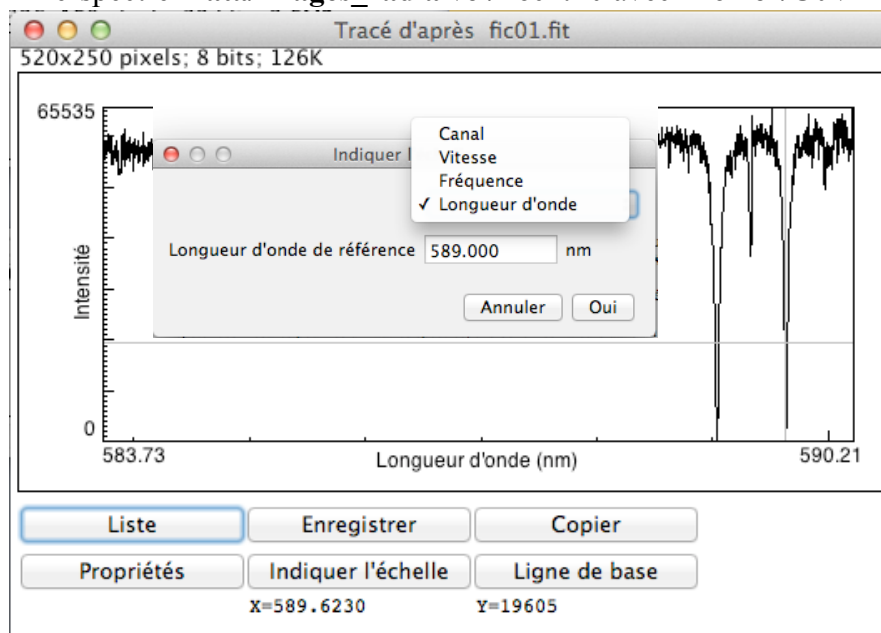 Tracé d'après fic01.fit
520x250 pixels; 8 bits; 126K
65535
Intensité
0
583.73
Longueur d'onde (nm)
590.21
Indiquer l
Canal
Vitesse
Fréquence
✓ Longueur d'onde
Longueur d'onde de référence 589.000 nm
Annuler Oui
Liste Enregistrer Copier
Propriétés Indiquer l'échelle Ligne de base
X=589.6230 Y=19605